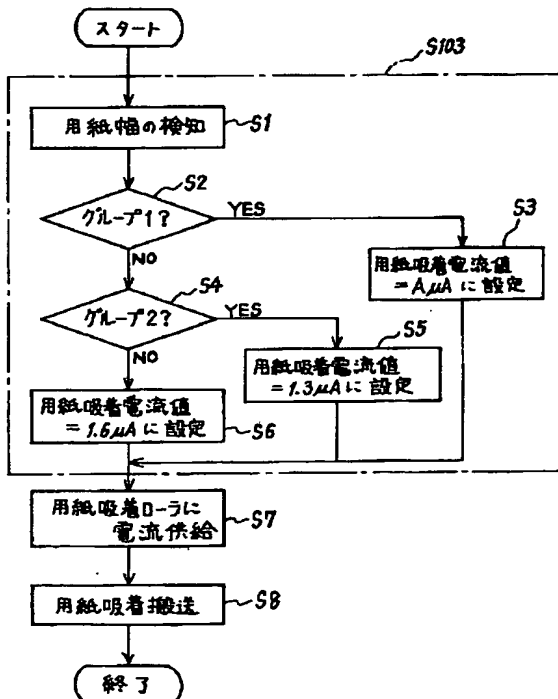 スタート
S103
用紙幅の検知
S1
S2
グループ1?
YES
NO
S3
用紙吸着電流値
=AμAに設定
S4
グループ2?
YES
NO
S5
用紙吸着電流値
=1.3μAに設定
用紙吸着電流値
=1.6μAに設定
S6
用紙吸着ローラに
電流供給
S7
用紙吸着搬送
S8
終了